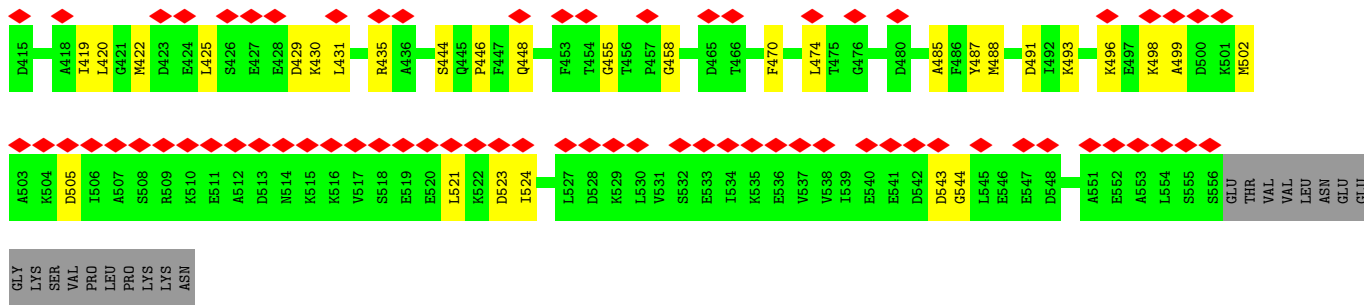 D415 A418 I419 L420 G421 M422 D423 E424 L425 S426 E427 E428 D429 K430 L431 R435 A436 S444 Q445 P446 F447 Q448 F453 T454 G455 T456 P457 G458 D465 T466 F470 L474 T475 G476 D480 A485 F486 Y487 M488 D491 I492 K493 K496 E497 K498 A499 D500 K501 M502
A503 K504 D505 I506 A507 S508 R509 K510 E511 A512 D513 N514 K515 K516 V517 S518 E519 E520 L521 K522 D523 I524 L527 D528 K529 L530 V531 S532 E533 I534 K535 E536 V537 V538 I539 E540 E541 D542 D543 G544 L545 E546 E547 D548 A551 E552 A553 L554 S555 S556 GLU THR VAL VAL LEU ASN GLU GLU
GLY LYS SER VAL PRO LEU PRO LYS LYS ASN